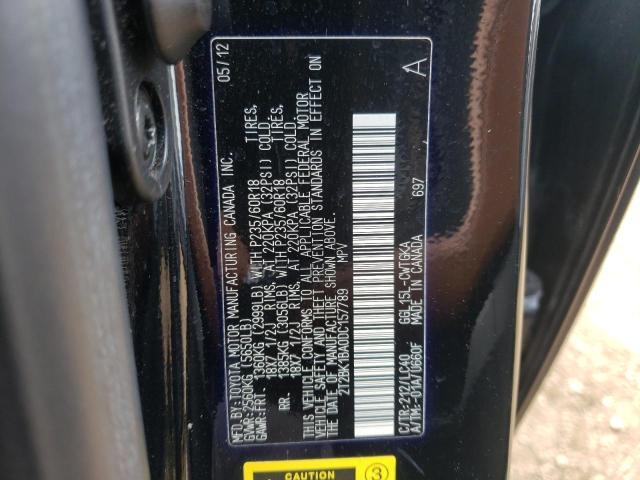 MFD.BY:TOYOTA MOTOR MANUFACTURING CANADA INC. 05/12
GVWR:2560KG (5650LB)
GAWR:FRT. 1360KG (2999LB) WITH P235/60R18 TIRES,
18X7 1/2J RIMS, AT 220KPA (32PSI) COLD.
RR. 1385KG (3056LB) WITH P235/60R18 TIRES,
18X7 1/2J RIMS, AT 220KPA (32PSI) COLD.
THIS VEHICLE CONFORMS TO ALL APPLICABLE FEDERAL MOTOR
VEHICLE SAFETY AND THEFT PREVENTION STANDARDS IN EFFECT ON
THE DATE OF MANUFACTURE SHOWN ABOVE.
2T2BK1BA0DC157789 MPV
A
C/TR:212/LC40 GGL15L-CWTGKA 697
A/TM:-01A/U660F MADE IN CANADA
CAUTION 3